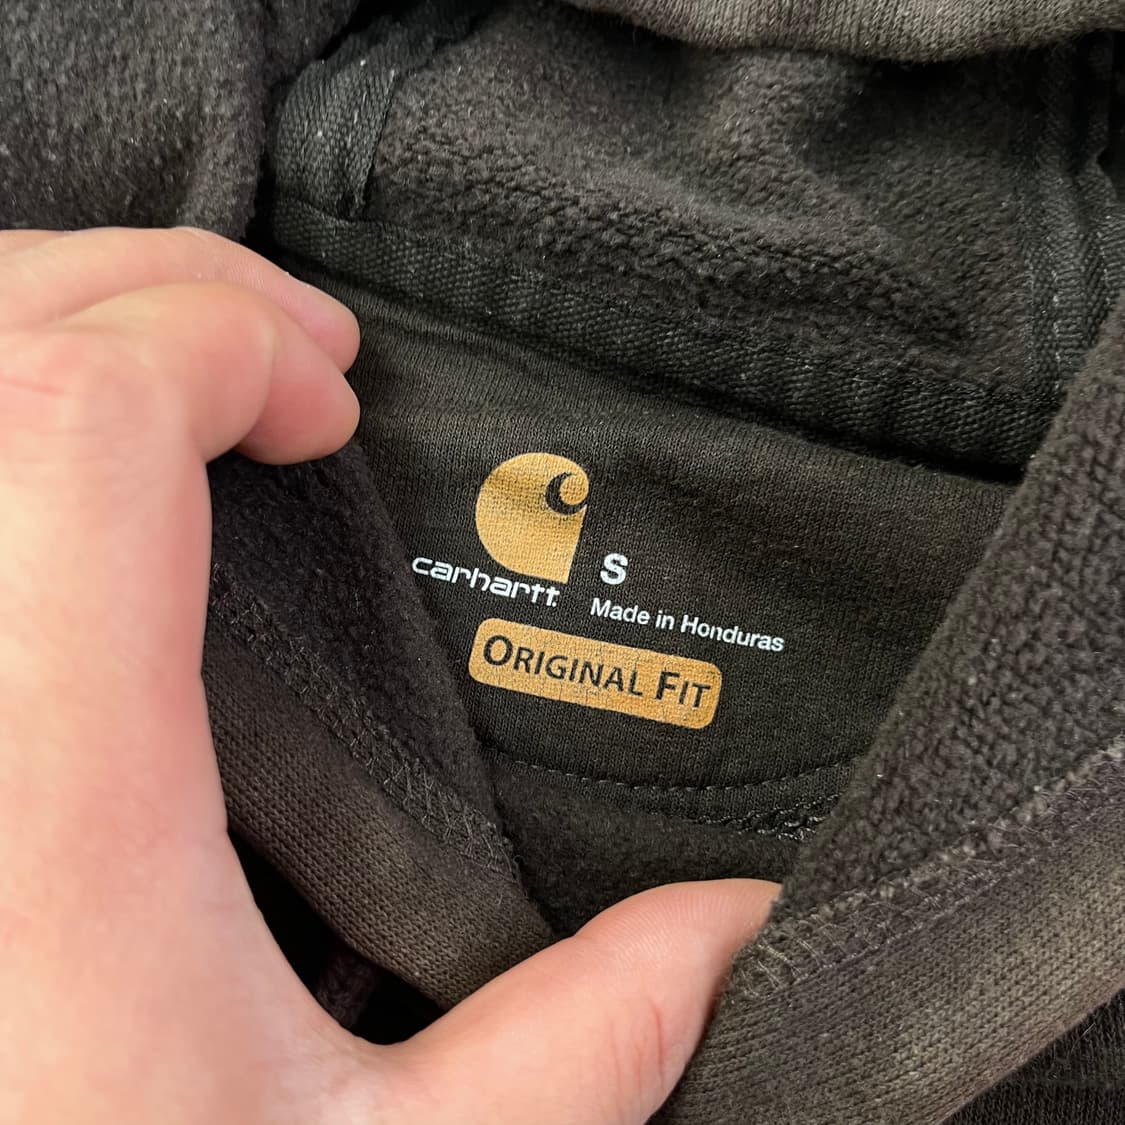 carhartt
S
Made in Honduras
ORIGINAL FIT